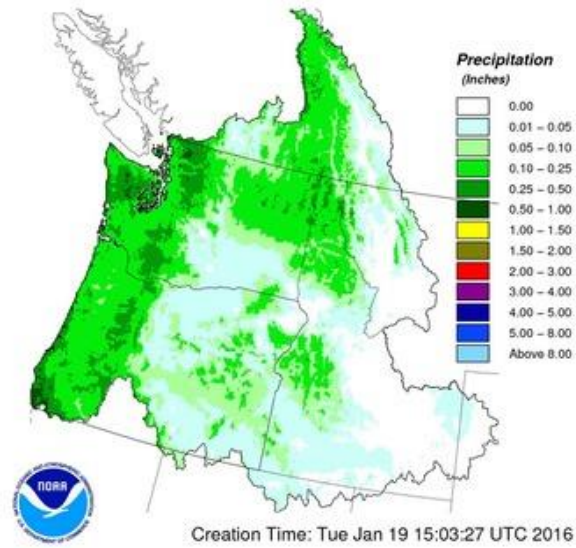 Precipitation
(Inches)
0.00
0.01 - 0.05
0.05 - 0.10
0.10 - 0.25
0.25 - 0.50
0.50 - 1.00
1.00 - 1.50
1.50 - 2.00
2.00 - 3.00
3.00 - 4.00
4.00 - 5.00
5.00 - 8.00
Above 8.00
NOAA
Creation Time: Tue Jan 19 15:03:27 UTC 2016